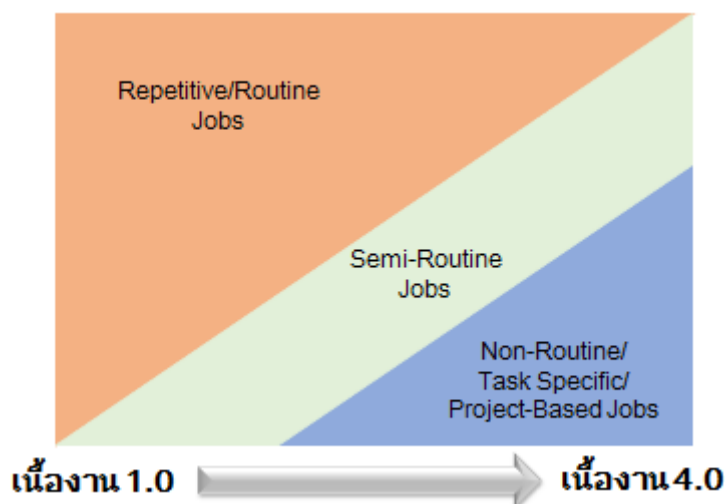 Repetitive/Routine
Jobs
Semi-Routine
Jobs
Non-Routine/
Task Specific/
Project-Based Jobs
เนื้องาน 1.0
เนื้องาน 4.0